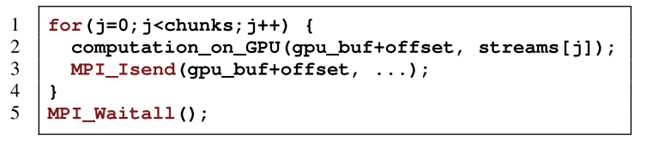 1 for(j=0;j<chunks;j++) {
2 computation_on_GPU(gpu_buf+offset, streams[j]);
3 MPI_Isend(gpu_buf+offset, ...);
4 }
5 MPI_Waitall();